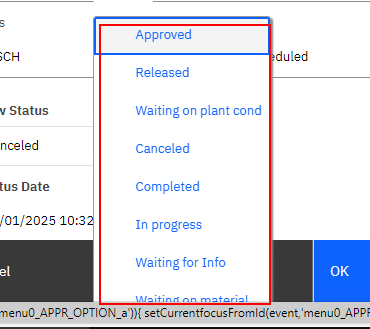 s
SCH
eduled
w Status
nceled
tus Date
/01/2025 10:32
el
OK
Approved
Released
Waiting on plant cond
Canceled
Completed
In progress
Waiting for Info
Waiting on material
menu0_APPR_OPTION_a')){ setCurrentfocusFromId(event,'menu0_APPR